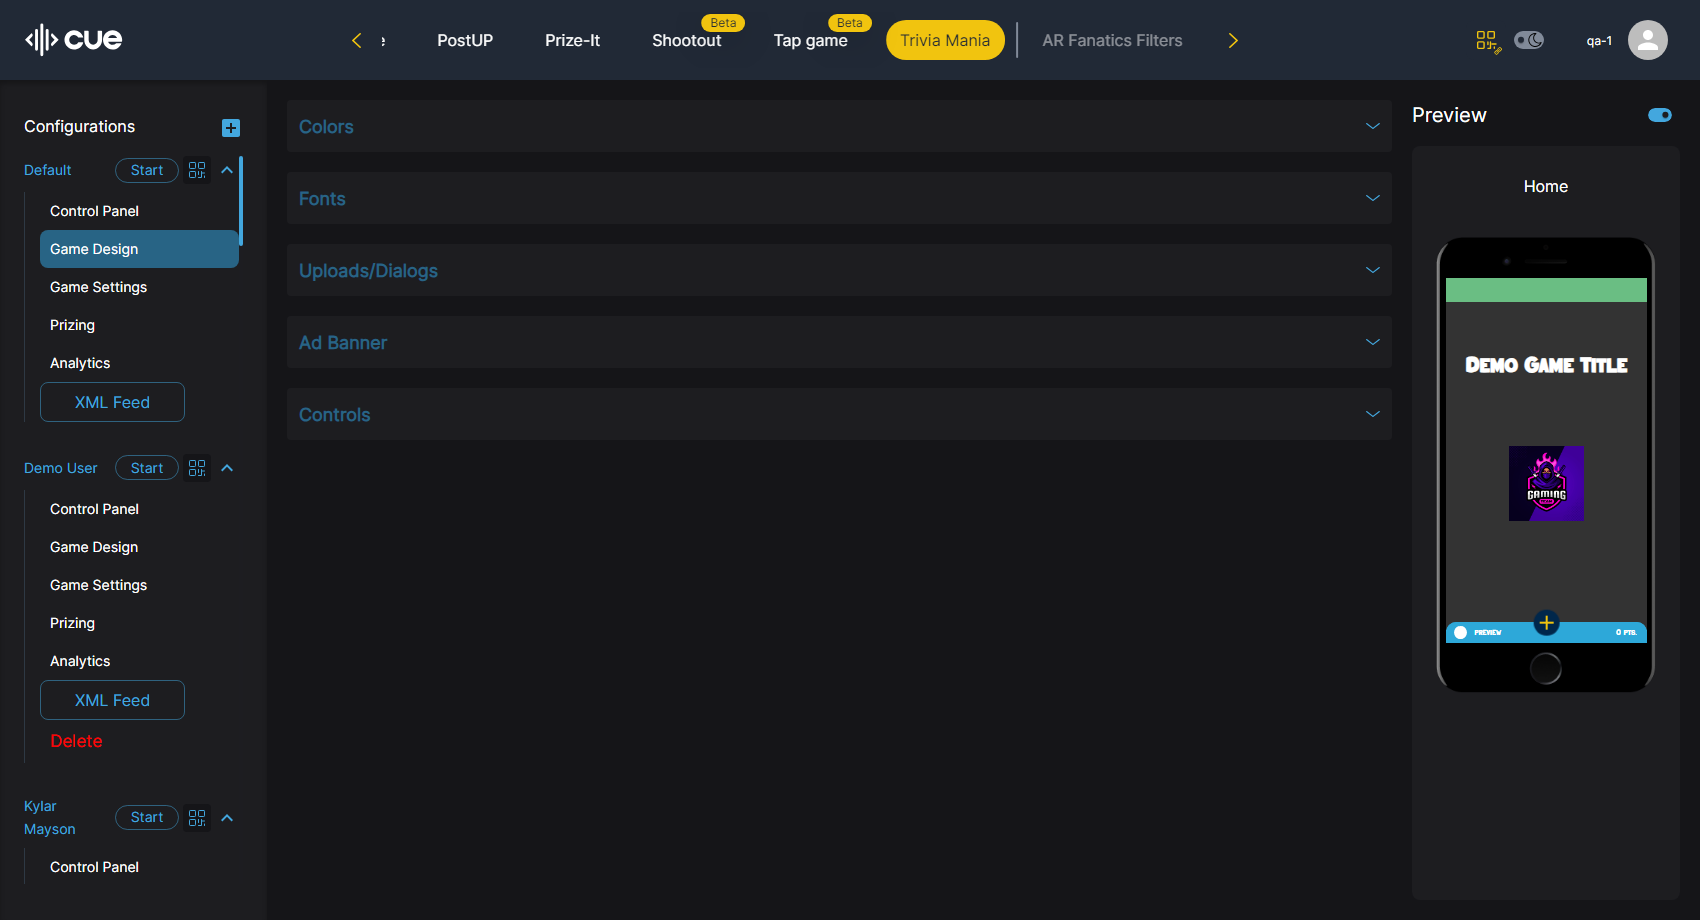 cue
PostUP
Prize-It
Beta
Shootout
Beta
Tap game
Trivia Mania
AR Fanatics Filters
qa-1
Configurations
Default
Start
Control Panel
Game Design
Game Settings
Prizing
Analytics
XML Feed
Demo User
Start
Control Panel
Game Design
Game Settings
Prizing
Analytics
XML Feed
Delete
Kylar
Mayson
Start
Control Panel
Colors
Fonts
Uploads/Dialogs
Ad Banner
Controls
Preview
Home
Demo Game Title
GAMING
PREVIEW
0 PTS.